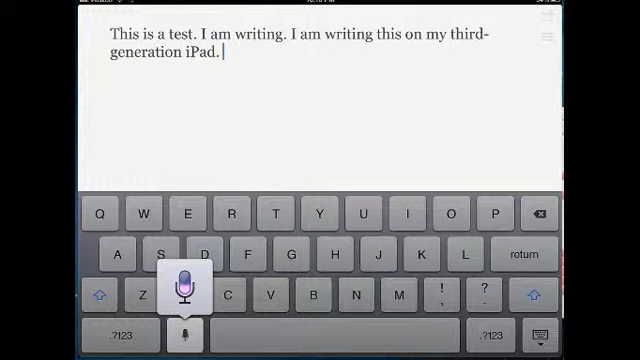 This is a test. I am writing. I am writing this on my third-
generation iPad.
Q W E R T Y U I O P
A S D F G H J K L return
Z C V B N M ! , ? .
.?123 .?123